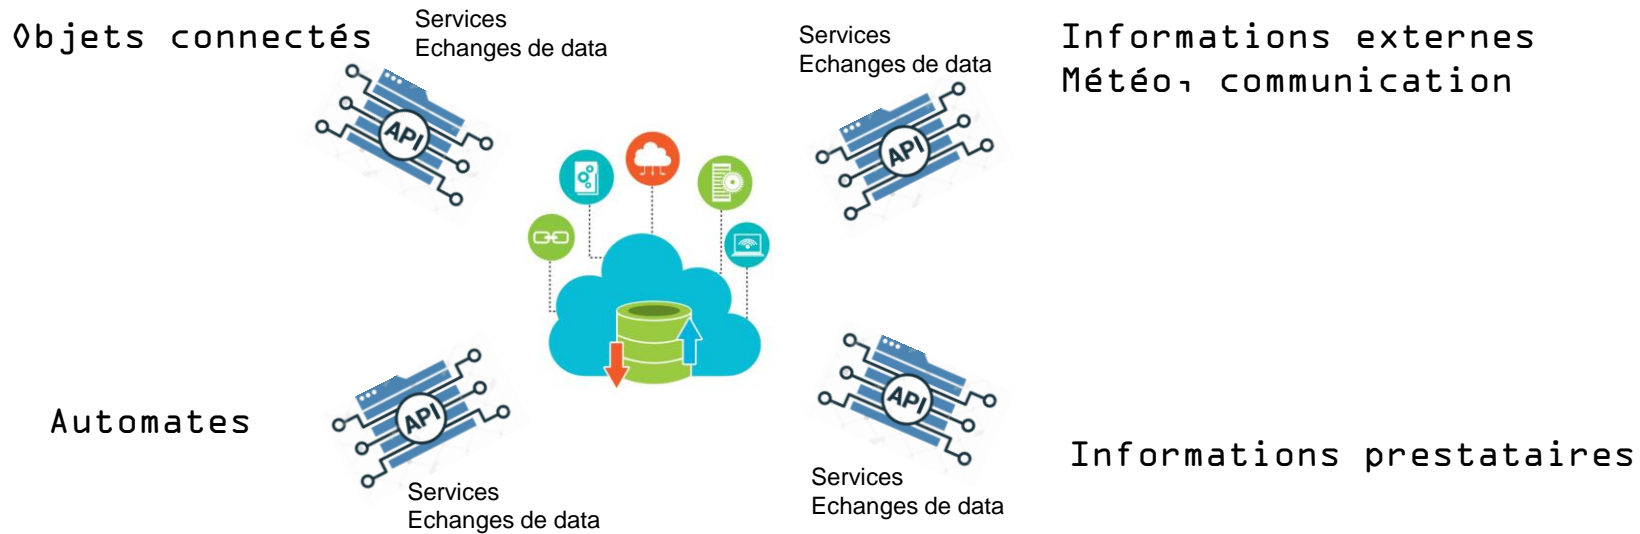 Objets connectés
Services
Echanges de data
Services
Echanges de data
Informations externes
Météo, communication
API
API
API
API
Automates
Services
Echanges de data
Services
Echanges de data
Informations prestataires